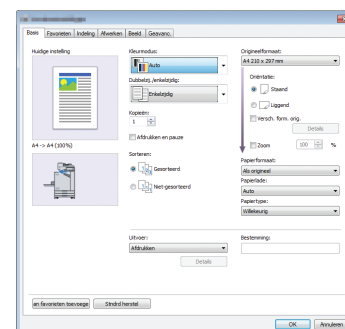 Basis Favorieten Indeling Afwerken Beeld Geavanc.
Huidige instelling
A4 -> A4 (100%)
Kleurmodus:
Auto
Dubbelzij./enkelzijdig:
Enkelzijdig
Kopieën:
1
Afdrukken en pauze
Sorteren:
Gesorteerd
Niet-gesorteerd
Uitvoer:
Afdrukken
Details
Origineelformaat:
A4 210 x 297 mm
Oriëntatie:
Staand
Liggend
Versch. form. orig.
Details
Zoom 100 %
Papierformaat:
Als origineel
Papierlade:
Auto
Papiertype:
Willekeurig
Bestemming:
an favorieten toevoege Stndrd herstel
OK Annuleren